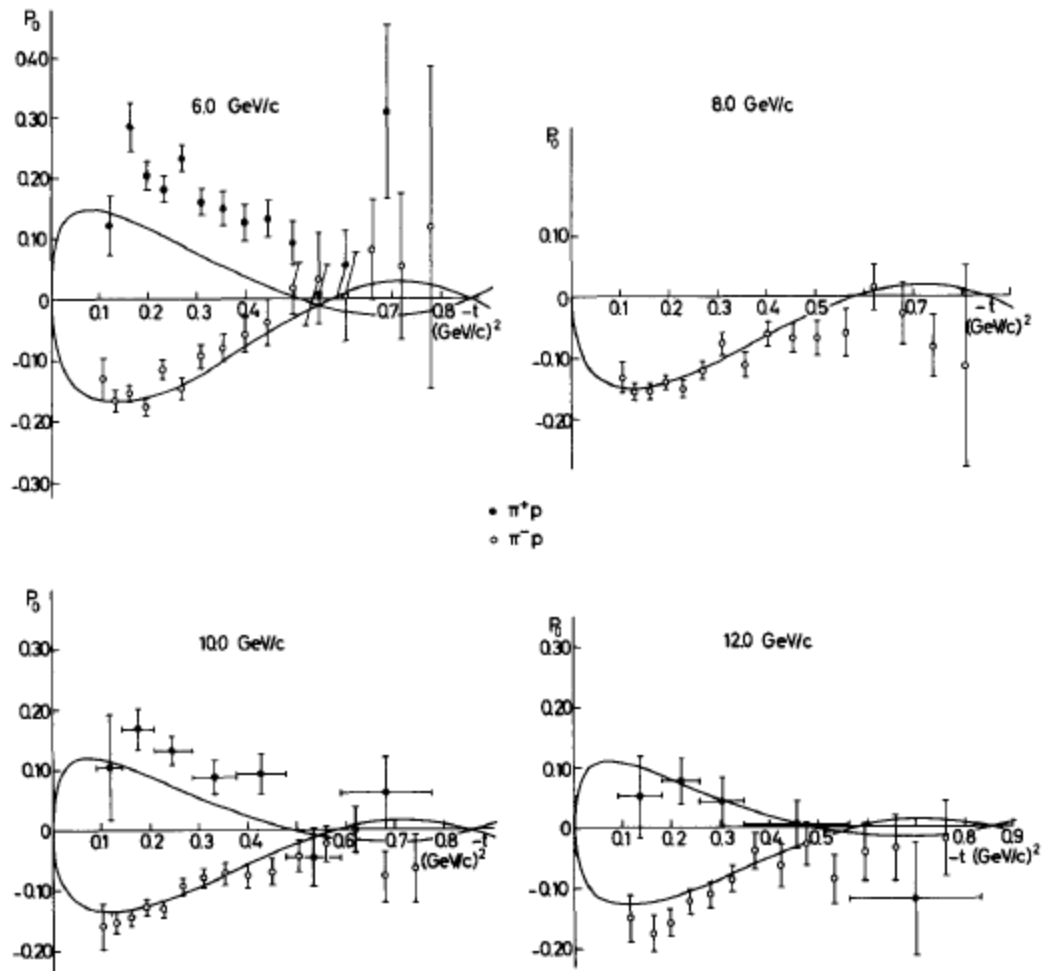 P₀
0.40
6.0 GeV/c
0.30
0.20
0.10
0
0.1 0.2 0.3 0.4 0.7 0.8 -t
(GeV/c)²
-0.10
-0.20
-0.30
8.0 GeV/c
P₀
0.10
0
0.1 0.2 0.3 0.4 0.5 0.7 -t
(GeV/c)²
-0.10
-0.20
• π⁺p
○ π⁻p
P₀
0.30
10.0 GeV/c
0.20
0.10
0
0.1 0.2 0.3 0.4 0.6 0.7 0.8 -t
(GeV/c)²
-0.10
-0.20
P₀
0.30
12.0 GeV/c
0.20
0.10
0
0.1 0.2 0.3 0.4 0.5 0.8 0.9
-t (GeV/c)²
-0.10
-0.20